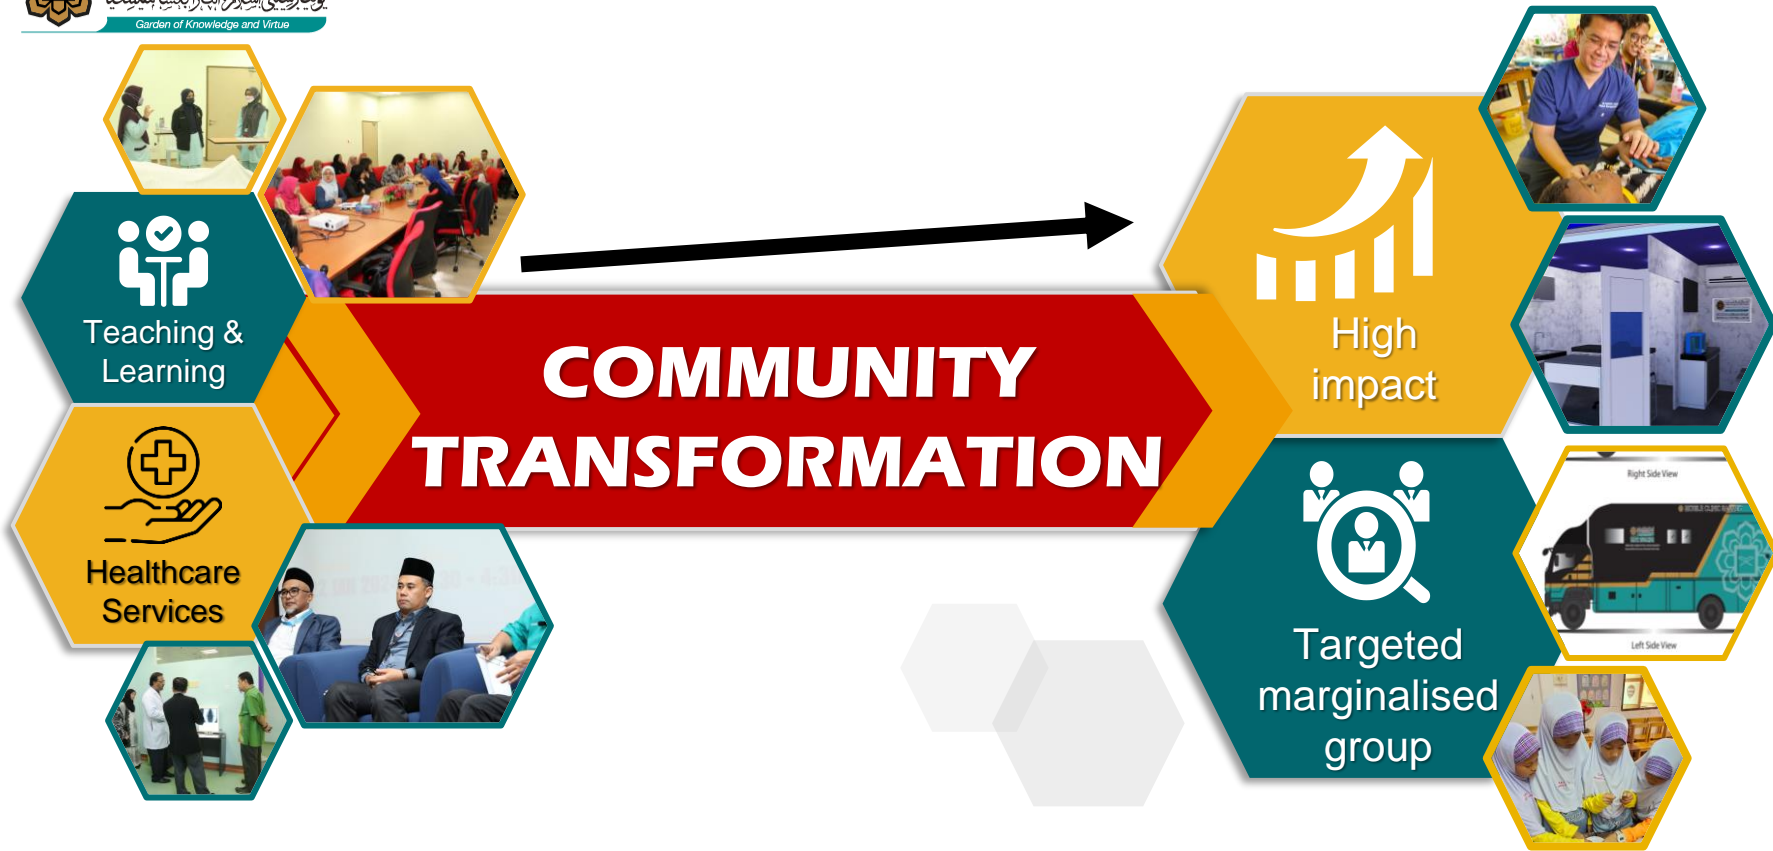 Garden of Knowledge and Virtue
Teaching &
Learning
Healthcare
Services
COMMUNITY
TRANSFORMATION
High
impact
Targeted
marginalised
group
Right Side View
Left Side View